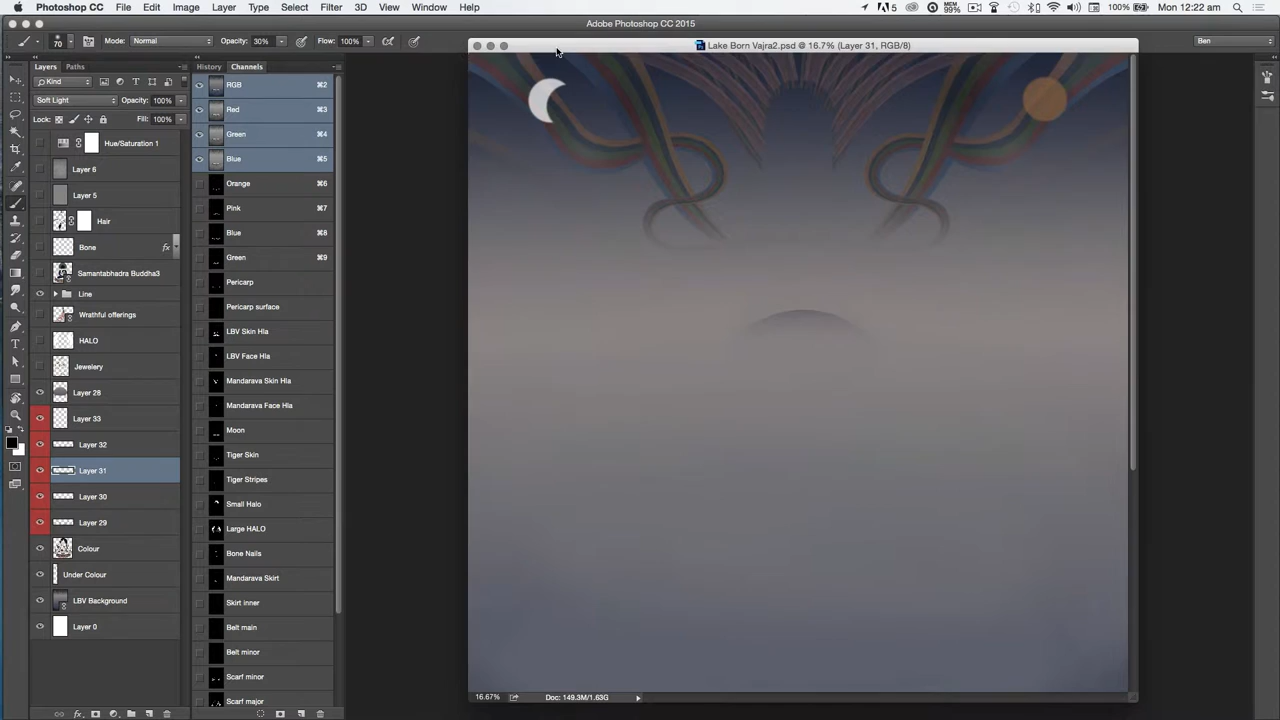 Photoshop CC File Edit Image Layer Type Select Filter 3D View Window Help
5 MEM 99% 100% Mon 12:22 am
Adobe Photoshop CC 2015
70 Mode: Normal Opacity: 30% Flow: 100% Ben
Layers Paths
Kind
Soft Light Opacity: 100%
Lock: Fill: 100%
Hue/Saturation 1
Layer 6
Layer 5
Hair
Bone fx
Samantabhadra Buddha3
Line
Wrathful offerings
HALO
Jewelery
Layer 28
Layer 33
Layer 32
Layer 31
Layer 30
Layer 29
Colour
Under Colour
LBV Background
Layer 0
History Channels
RGB ⌘2
Red ⌘3
Green ⌘4
Blue ⌘5
Orange ⌘6
Pink ⌘7
Blue ⌘8
Green ⌘9
Pericarp
Pericarp surface
LBV Skin Hla
LBV Face Hla
Mandarava Skin Hla
Mandarava Face Hla
Moon
Tiger Skin
Tiger Stripes
Small Halo
Large HALO
Bone Nails
Mandarava Skirt
Skirt inner
Belt main
Belt minor
Scarf minor
Scarf major
Lake Born Vajra2.psd @ 16.7% (Layer 31, RGB/8)
16.67% Doc: 149.3M/1.63G
fx